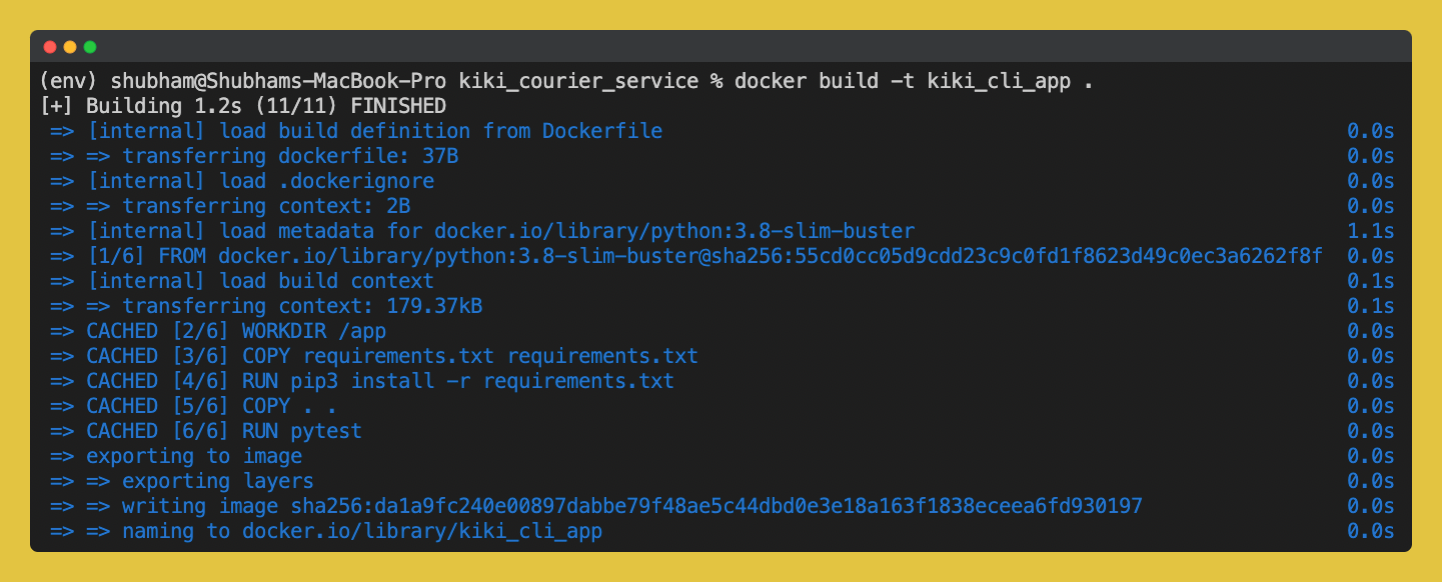 (env) shubham@Shubhams-MacBook-Pro kiki_courier_service % docker build -t kiki_cli_app .
[+] Building 1.2s (11/11) FINISHED
=> [internal] load build definition from Dockerfile 0.0s
=> => transferring dockerfile: 37B 0.0s
=> [internal] load .dockerignore 0.0s
=> => transferring context: 2B 0.0s
=> [internal] load metadata for docker.io/library/python:3.8-slim-buster 1.1s
=> [1/6] FROM docker.io/library/python:3.8-slim-buster@sha256:55cd0cc05d9cdd23c9c0fd1f8623d49c0ec3a6262f8f 0.0s
=> [internal] load build context 0.1s
=> => transferring context: 179.37kB 0.1s
=> CACHED [2/6] WORKDIR /app 0.0s
=> CACHED [3/6] COPY requirements.txt requirements.txt 0.0s
=> CACHED [4/6] RUN pip3 install -r requirements.txt 0.0s
=> CACHED [5/6] COPY . . 0.0s
=> CACHED [6/6] RUN pytest 0.0s
=> exporting to image 0.0s
=> => exporting layers 0.0s
=> => writing image sha256:da1a9fc240e00897dabbe79f48ae5c44dbd0e3e18a163f1838eceea6fd930197 0.0s
=> => naming to docker.io/library/kiki_cli_app 0.0s